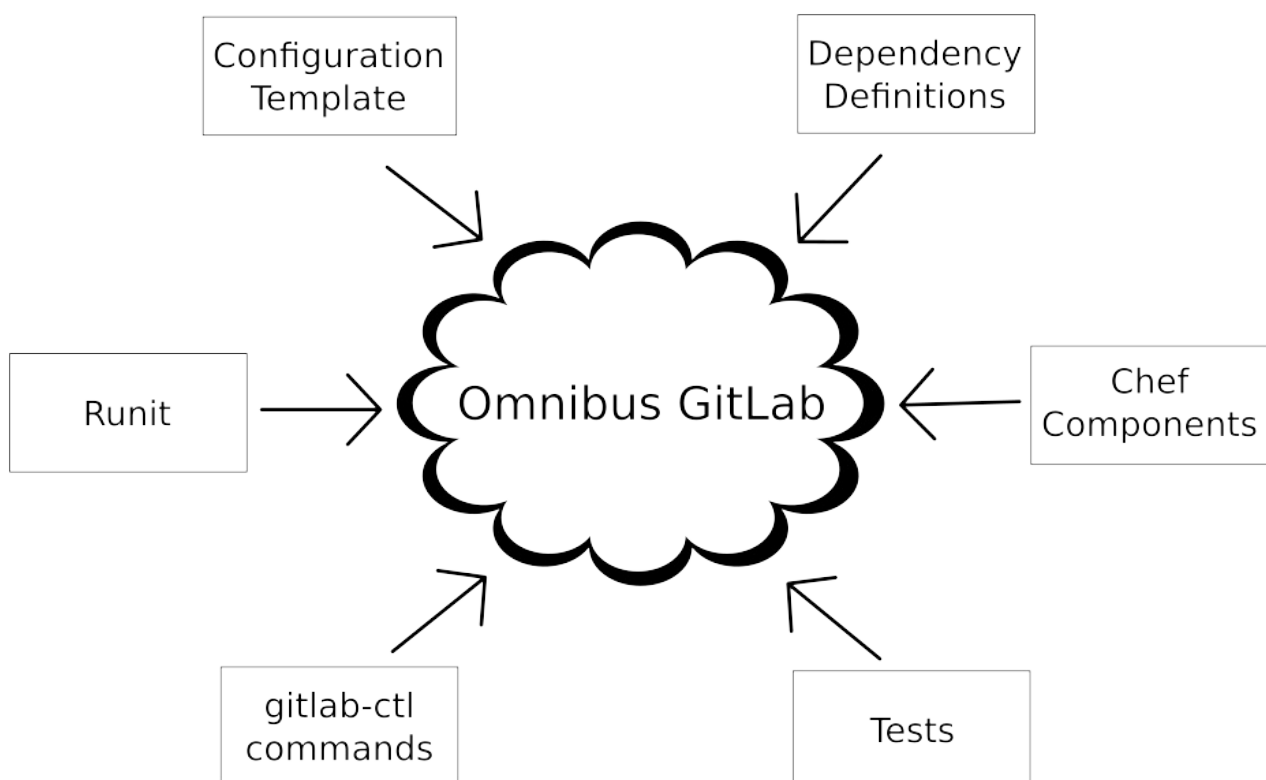 Configuration
Template
Dependency
Definitions
Runit
Omnibus GitLab
Chef
Components
gitlab-ctl
commands
Tests